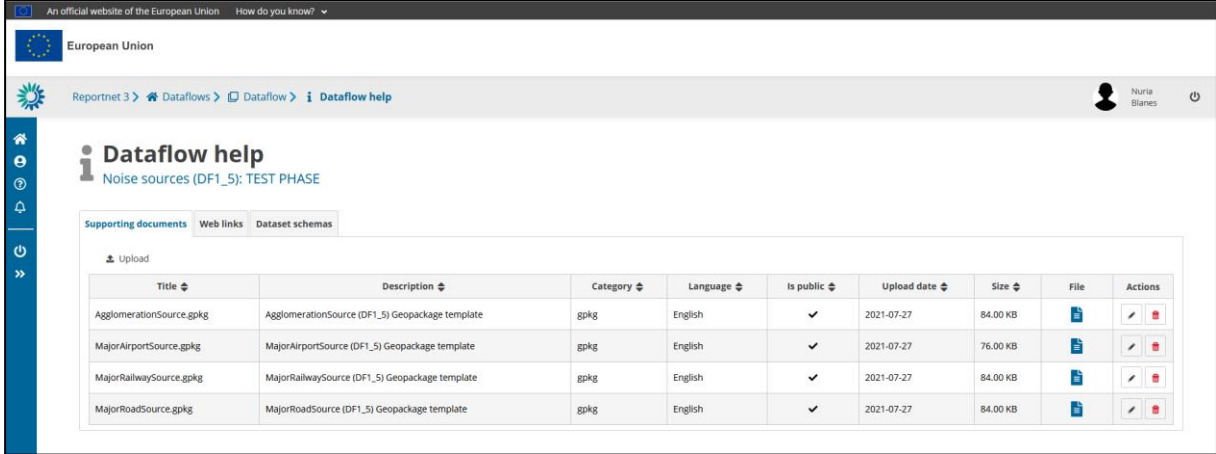 An official website of the European Union How do you know?
European Union
Reportnet 3 Dataflows Dataflow Dataflow help
Nuria
Blanes
Dataflow help
Noise sources (DF1_5): TEST PHASE
Supporting documents Web links Dataset schemas
Upload
Title Description Category Language Is public Upload date Size File Actions
AgglomerationSource.gpkg AgglomerationSource (DF1_5) Geopackage template gpkg English 2021-07-27 84.00 KB
MajorAirportSource.gpkg MajorAirportSource (DF1_5) Geopackage template gpkg English 2021-07-27 76.00 KB
MajorRailwaySource.gpkg MajorRailwaySource (DF1_5) Geopackage template gpkg English 2021-07-27 84.00 KB
MajorRoadSource.gpkg MajorRoadSource (DF1_5) Geopackage template gpkg English 2021-07-27 84.00 KB